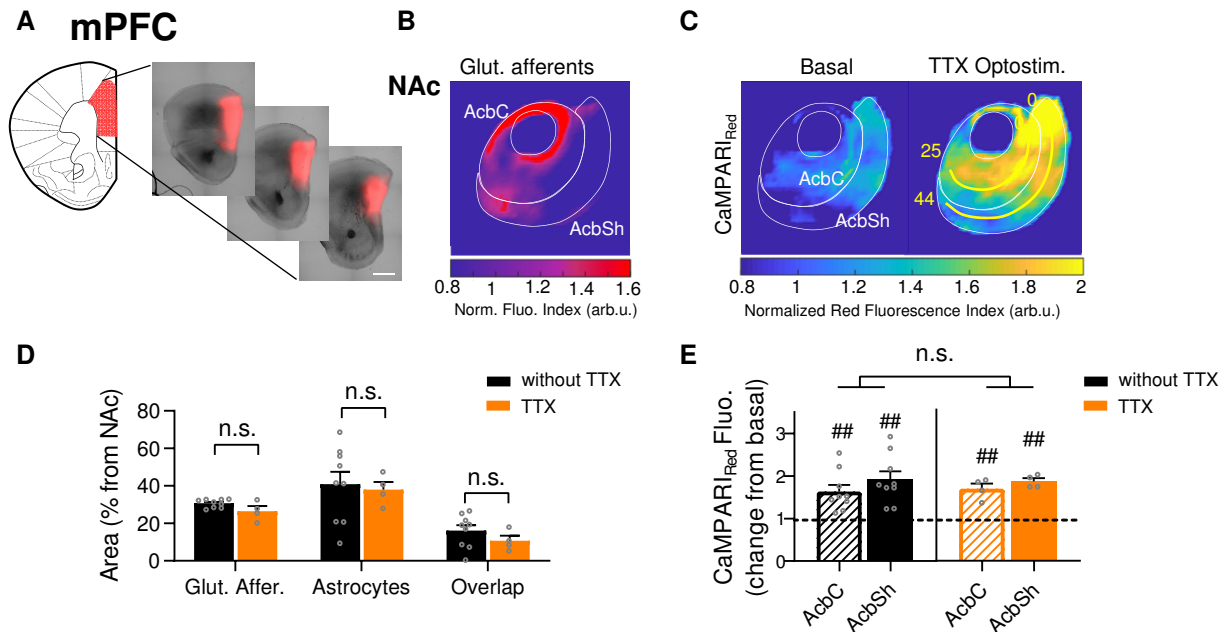 A
mPFC
B
Glut. afferents
NAc
AcbC
AcbSh
0.8 1 1.2 1.4 1.6
Norm. Fluo. Index (arb.u.)
C
Basal
TTX Optostim.
CaMPARIRed
AcbC
AcbSh
0
25
44
0.8 1 1.2 1.4 1.6 1.8 2
Normalized Red Fluorescence Index (arb.u.)
D
without TTX
TTX
Area (% from NAc)
80
60
40
20
0
n.s.
n.s.
n.s.
Glut. Affer.
Astrocytes
Overlap
E
n.s.
without TTX
TTX
CaMPARIRed Fluo.
(change from basal)
3
2
1
0
##
##
##
##
AcbC
AcbSh
AcbC
AcbSh